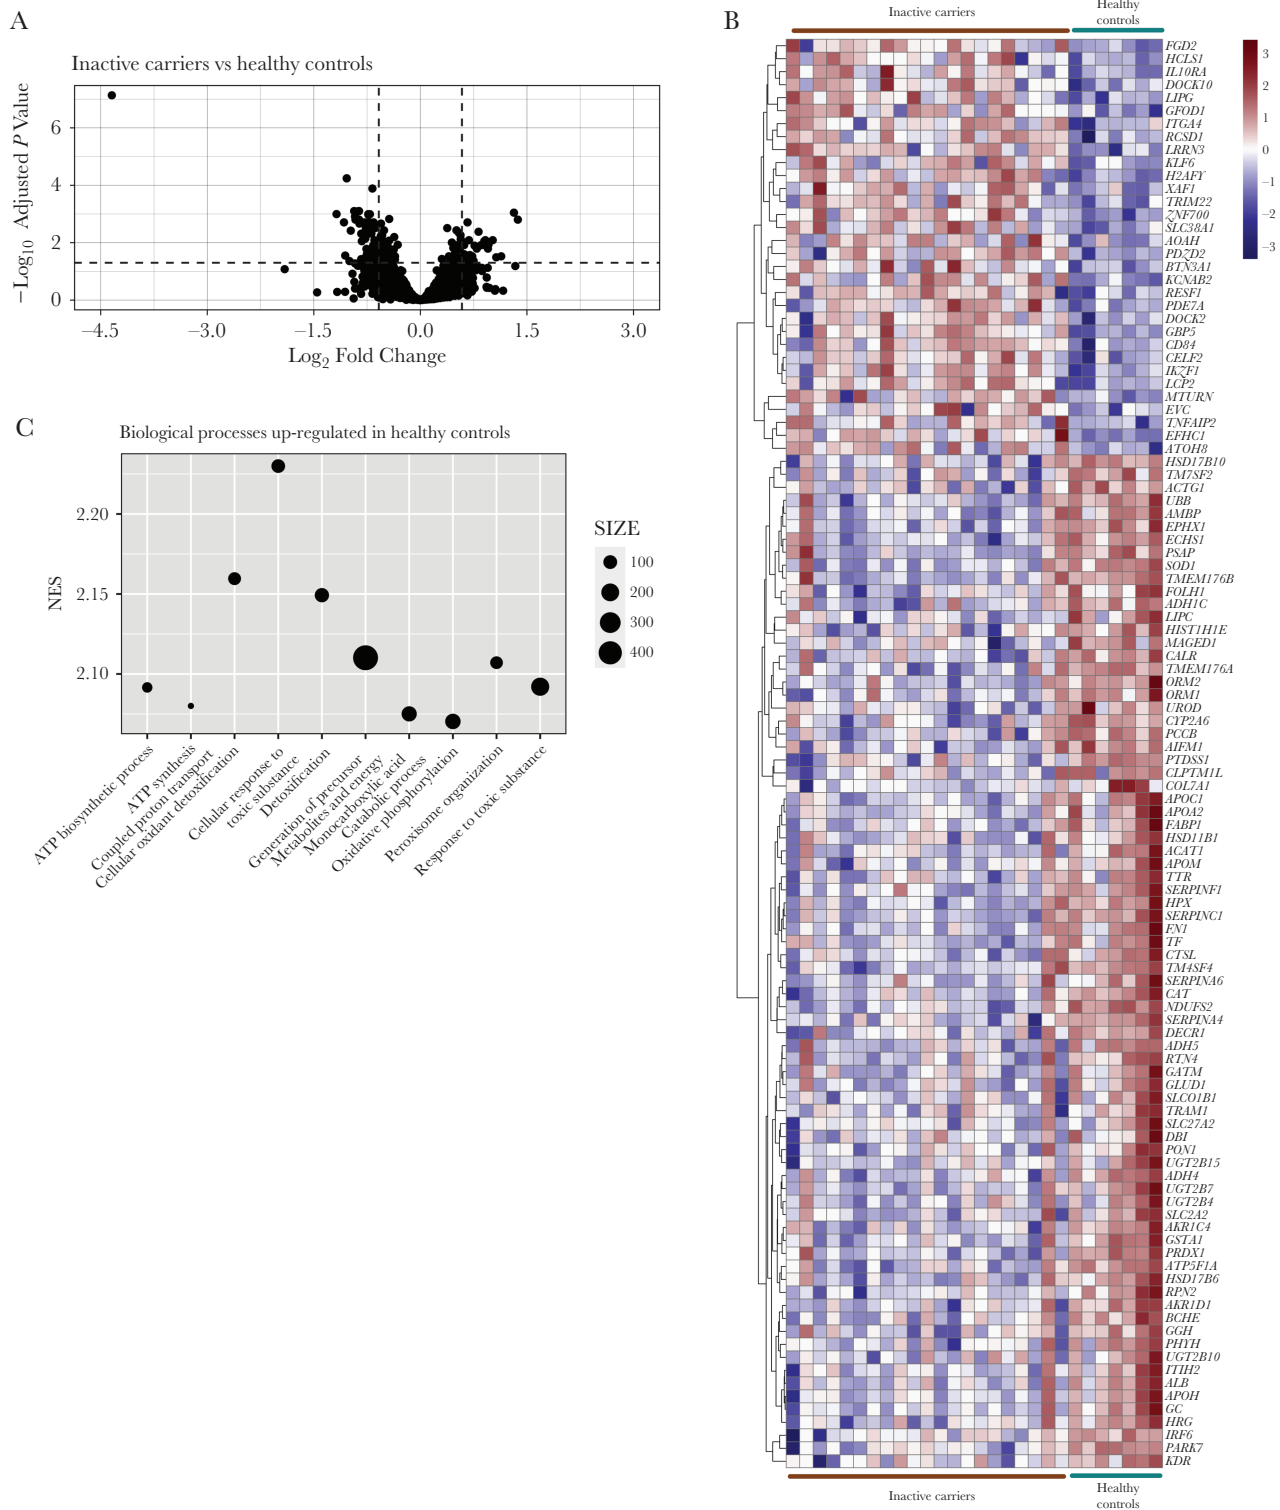 A
Inactive carriers vs healthy controls
−Log10 Adjusted P Value
6
4
2
0
−4.5
−3.0
−1.5
0.0
1.5
3.0
Log2 Fold Change
B
Inactive carriers
Healthy
controls
FGD2
HCLS1
IL10RA
DOCK10
LIPG
GFOD1
ITGA4
RCSD1
LRRN3
KLF6
H2AFY
XAF1
TRIM22
ZNF700
SLC38A1
AOAH
PDZD2
BTN3A1
KCNAB2
RESF1
PDE7A
DOCK2
GBP5
CD84
CELF2
IKZF1
LCP2
MTURN
EVC
TNFAIP2
EFHC1
ATOH8
HSD17B10
TM7SF2
ACTG1
UBB
AMBP
EPHX1
ECHS1
PSAP
SOD1
TMEM176B
FOLH1
ADH1C
LIPC
HIST1H1E
MAGED1
CALR
TMEM176A
ORM2
ORM1
UROD
CYP2A6
PCCB
AIFM1
PTDSS1
CLPTM1L
COL7A1
APOC1
APOA2
FABP1
HSD11B1
ACAT1
APOM
TTR
SERPINF1
HPX
SERPINC1
FN1
TF
CTSL
TM4SF4
SERPINA6
CAT
NDUFS2
SERPINA4
DECR1
ADH5
RTN4
GATM
GLUD1
SLCO1B1
TRAM1
SLC27A2
DBI
PON1
UGT2B15
ADH4
UGT2B7
UGT2B4
SLC2A2
AKR1C4
GSTA1
PRDX1
ATP5F1A
HSD17B6
RPN2
AKR1D1
BCHE
GGH
PHYH
UGT2B10
ITIH2
ALB
APOH
GC
HRG
IRF6
PARK7
KDR
3
2
1
0
−1
−2
−3
Inactive carriers
Healthy
controls
C
Biological processes up-regulated in healthy controls
NES
2.20
2.15
2.10
ATP biosynthetic process
ATP synthesis
Coupled proton transport
Cellular oxidant detoxification
Cellular response to
toxic substance
Detoxification
Generation of precursor
Metabolites and energy
Monocarboxylic acid
Catabolic process
Oxidative phosphorylation
Peroxisome organization
Response to toxic substance
SIZE
100
200
300
400